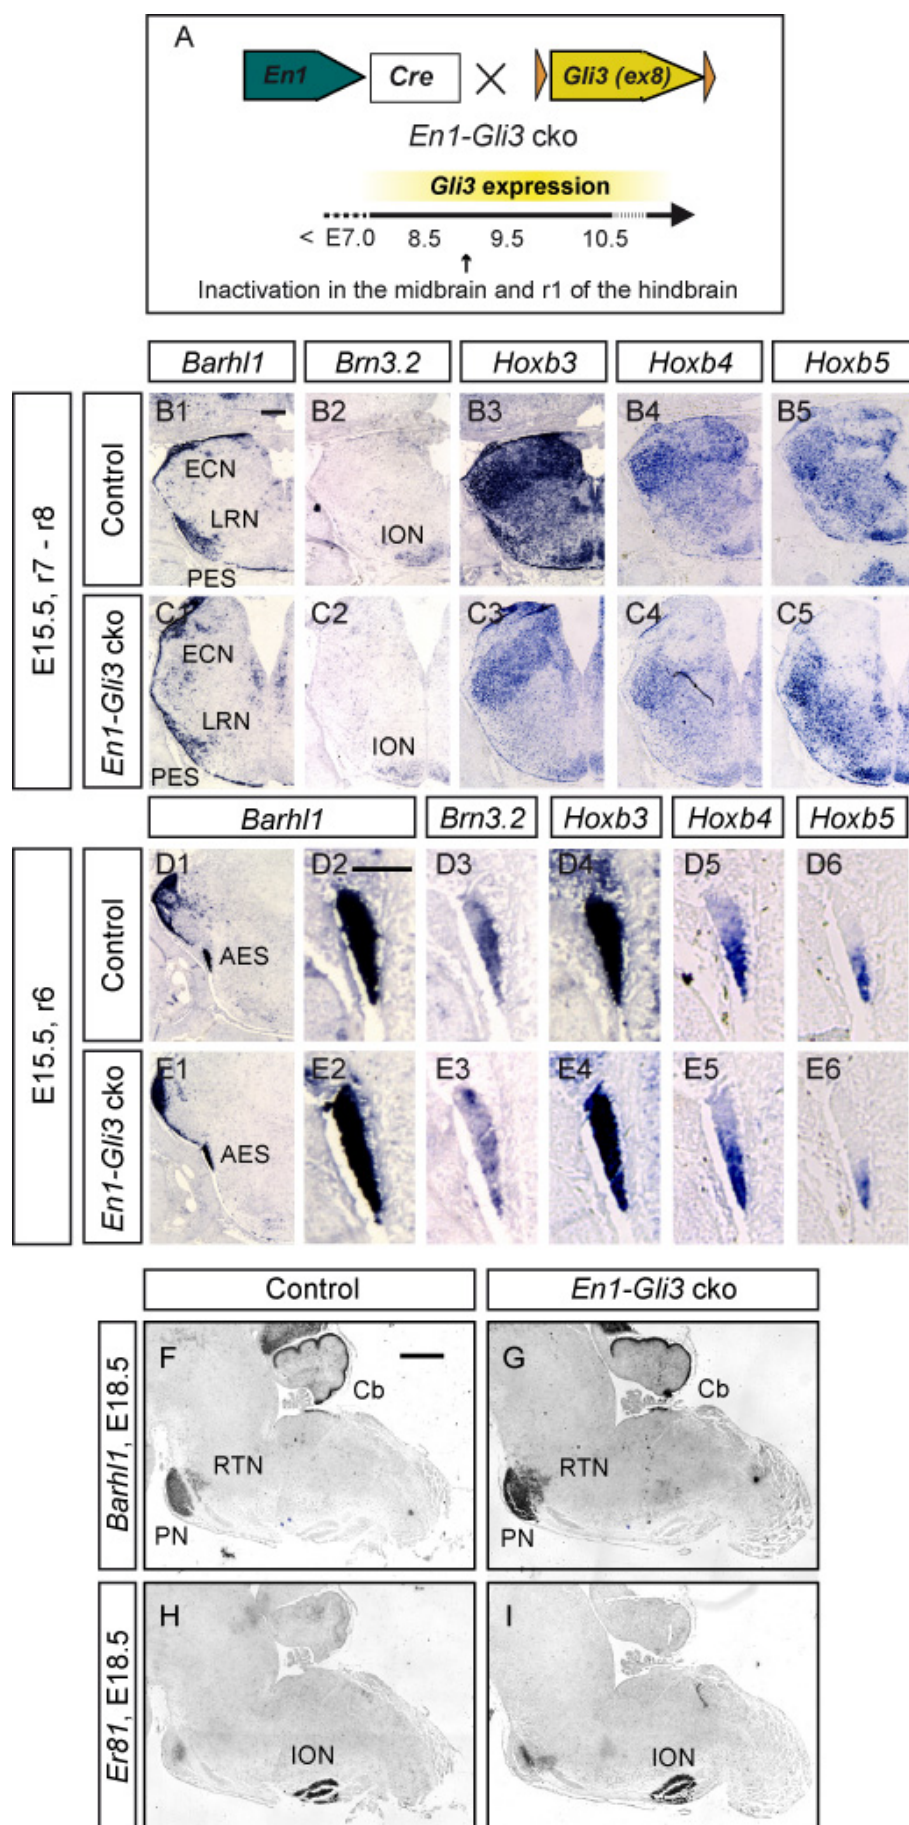 A
En1 Cre Gli3 (ex8)
En1-Gli3 cko
Gli3 expression
< E7.0 8.5 9.5 10.5
Inactivation in the midbrain and r1 of the hindbrain
Barhl1 Brn3.2 Hoxb3 Hoxb4 Hoxb5
E15.5, r7 - r8
Control
B1 B2 B3 B4 B5
ECN
LRN
ION
PES
En1-Gli3 cko
C1 C2 C3 C4 C5
ECN
LRN
ION
PES
Barhl1 Brn3.2 Hoxb3 Hoxb4 Hoxb5
E15.5, r6
Control
D1 D2 D3 D4 D5 D6
AES
En1-Gli3 cko
E1 E2 E3 E4 E5 E6
AES
Control En1-Gli3 cko
Barhl1, E18.5
F G
Cb Cb
RTN RTN
PN PN
Er81, E18.5
H I
ION ION